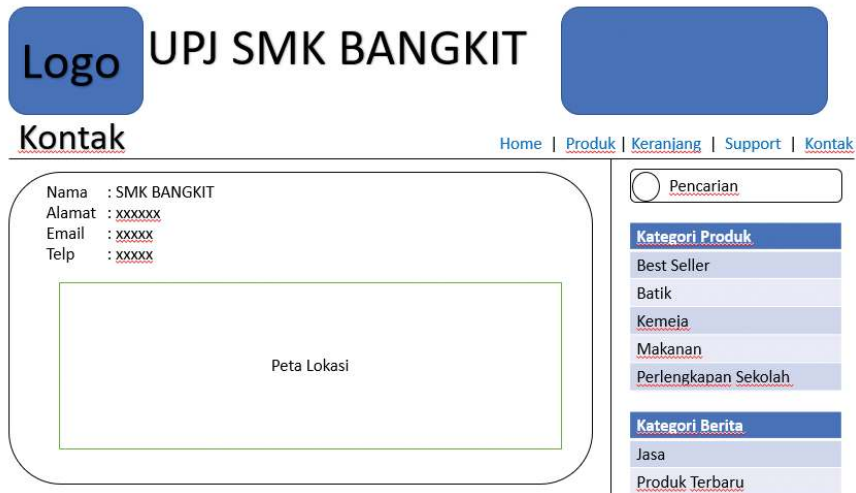 Logo
UPJ SMK BANGKIT
Kontak
Home | Produk | Keranjang | Support | Kontak
Nama : SMK BANGKIT
Alamat : xxxxxx
Email : xxxxx
Telp : xxxxx
Peta Lokasi
Pencarian
Kategori Produk
Best Seller
Batik
Kemeja
Makanan
Perlengkapan Sekolah
Kategori Berita
Jasa
Produk Terbaru